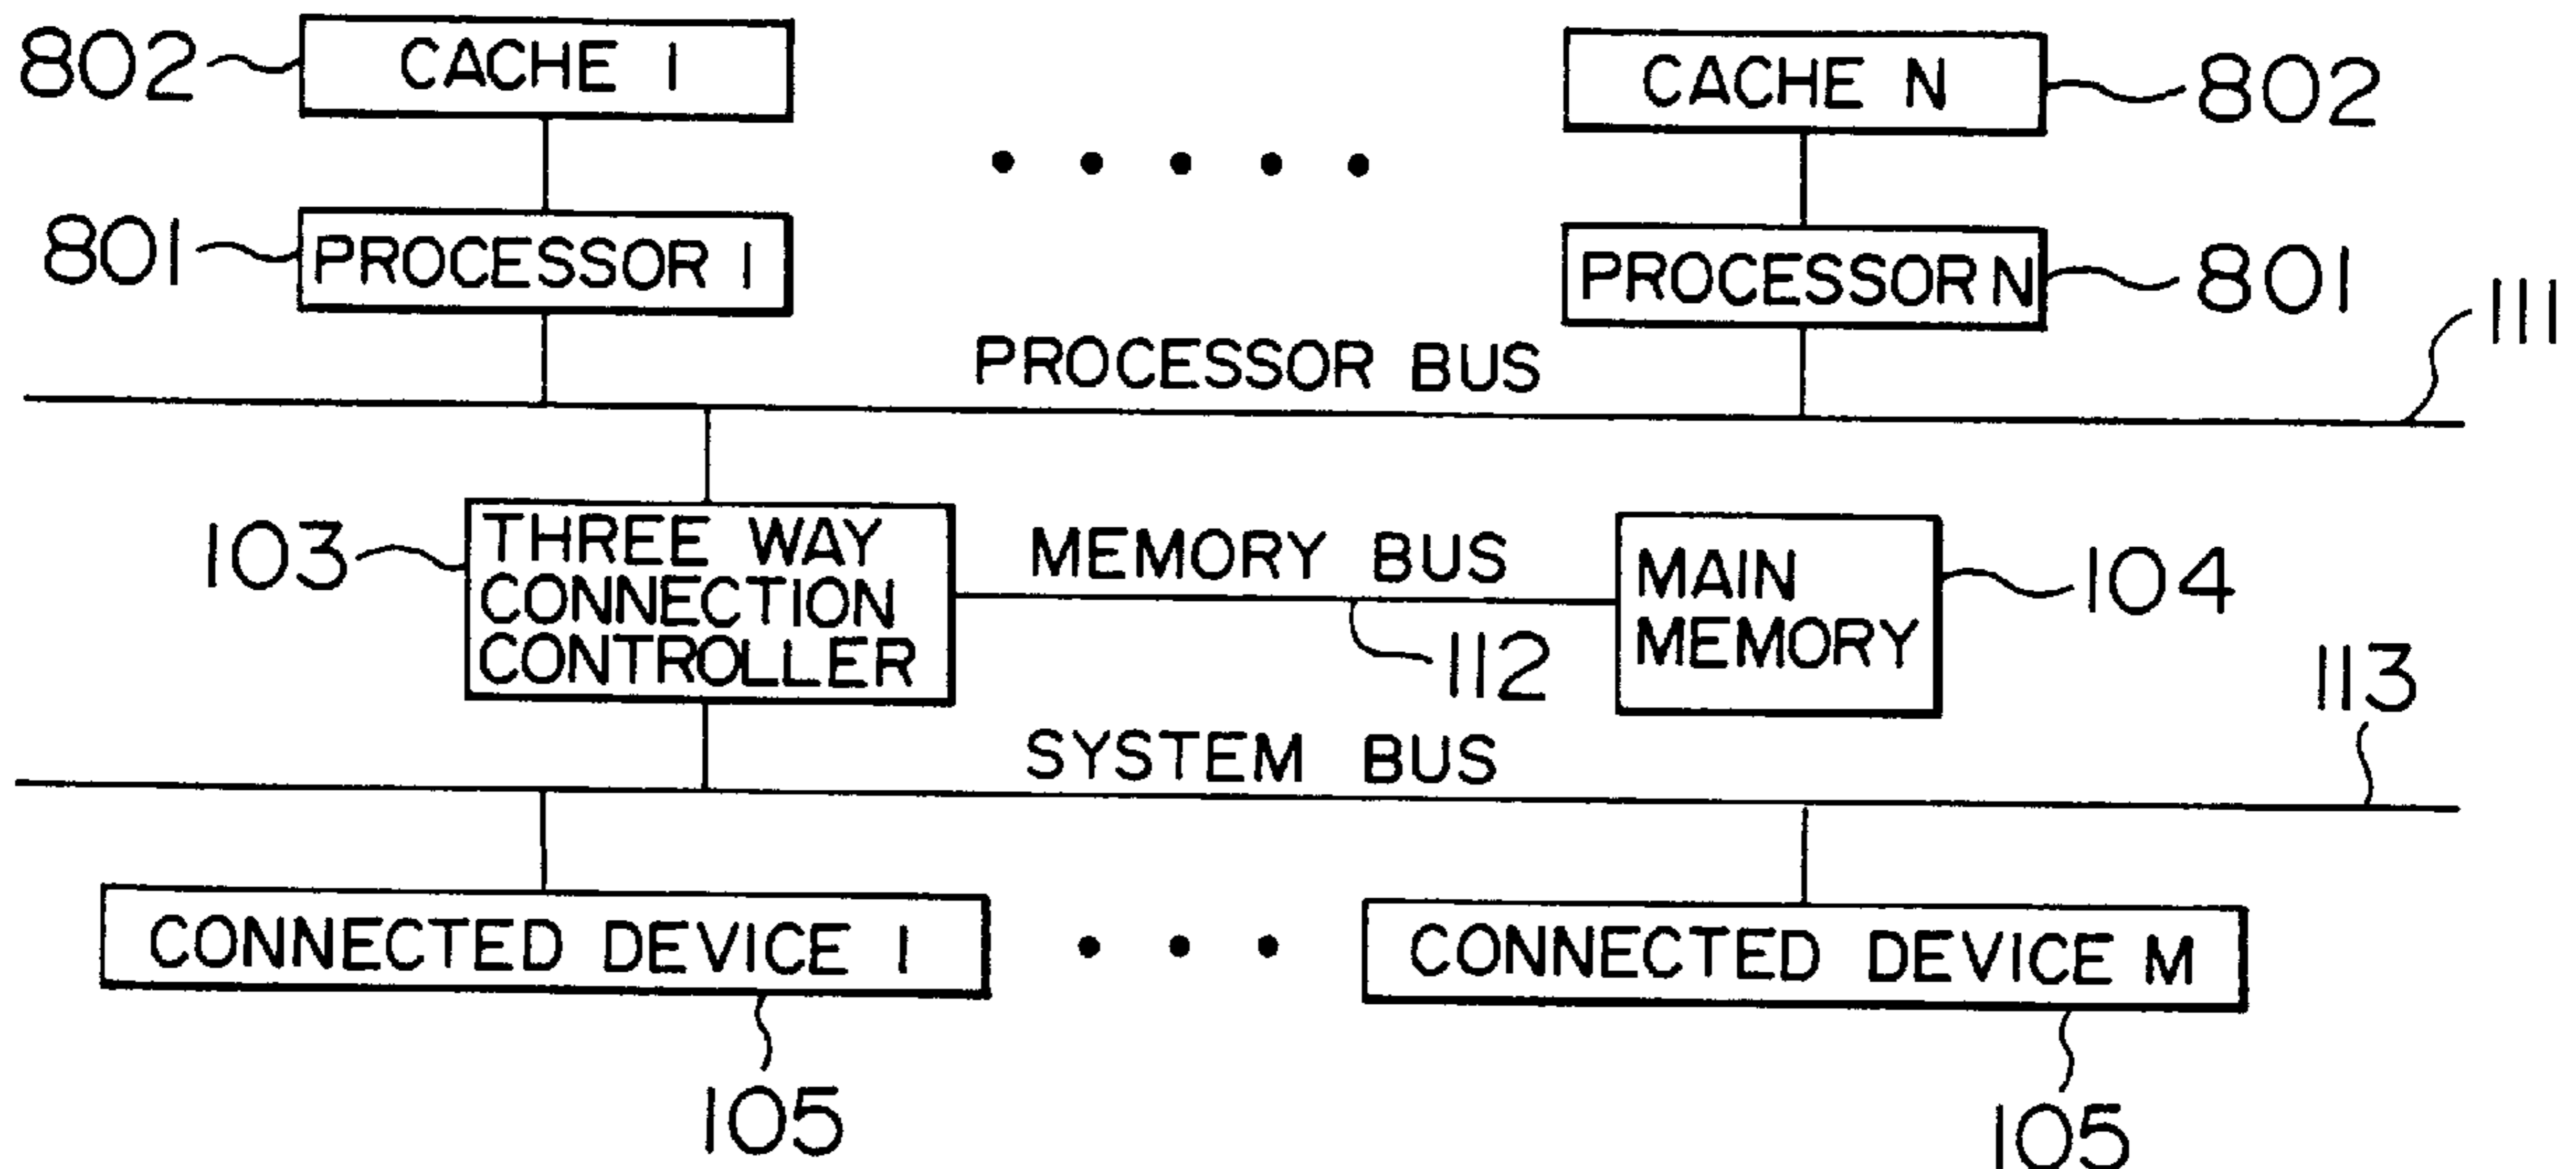 802
CACHE 1
CACHE N
802
801
PROCESSOR 1
PROCESSOR N
801
111
PROCESSOR BUS
103
THREE WAY
CONNECTION
CONTROLLER
MEMORY BUS
112
MAIN
MEMORY
104
113
SYSTEM BUS
CONNECTED DEVICE 1
CONNECTED DEVICE M
105
105